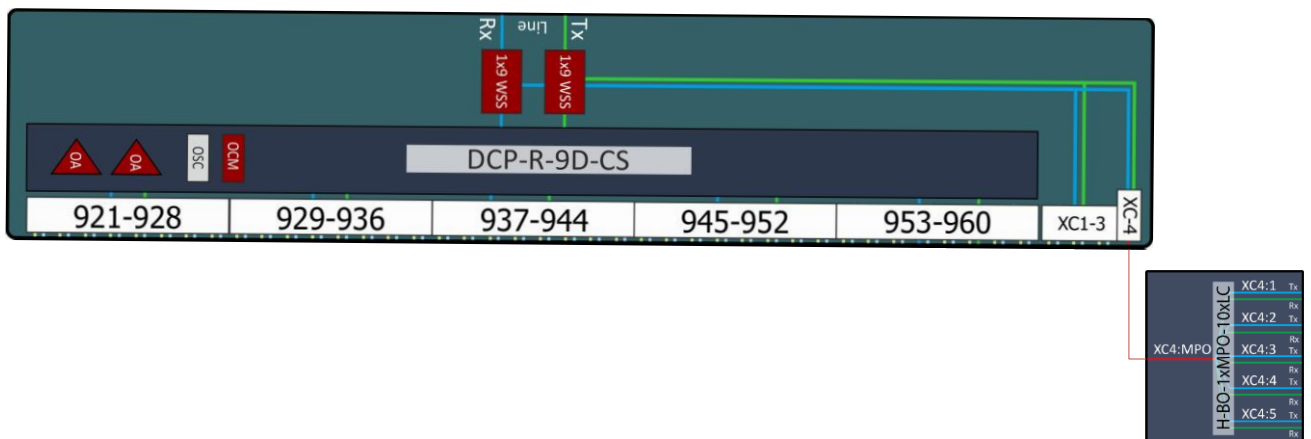 Rx
Line
Tx
1x9 WSS
1x9 WSS
OA
OA
OSC
OCM
DCP-R-9D-CS
921-928
929-936
937-944
945-952
953-960
XC1-3
XC-4
XC4:MPO
H-BO-1xMPO-10xLC
XC4:1 Tx
Rx
XC4:2 Tx
Rx
XC4:3 Tx
Rx
XC4:4 Tx
Rx
XC4:5 Tx
Rx